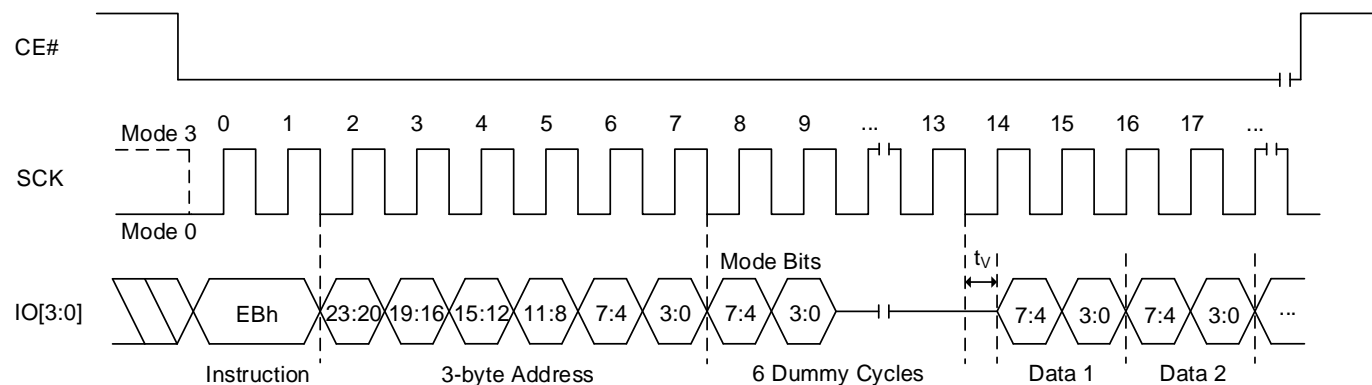 CE#
0 1 2 3 4 5 6 7 8 9 ... 13 14 15 16 17 ...
Mode 3
SCK
Mode 0
Mode Bits
tV
IO[3:0] EBh 23:20 19:16 15:12 11:8 7:4 3:0 7:4 3:0 7:4 3:0 7:4 3:0 ...
Instruction 3-byte Address 6 Dummy Cycles Data 1 Data 2